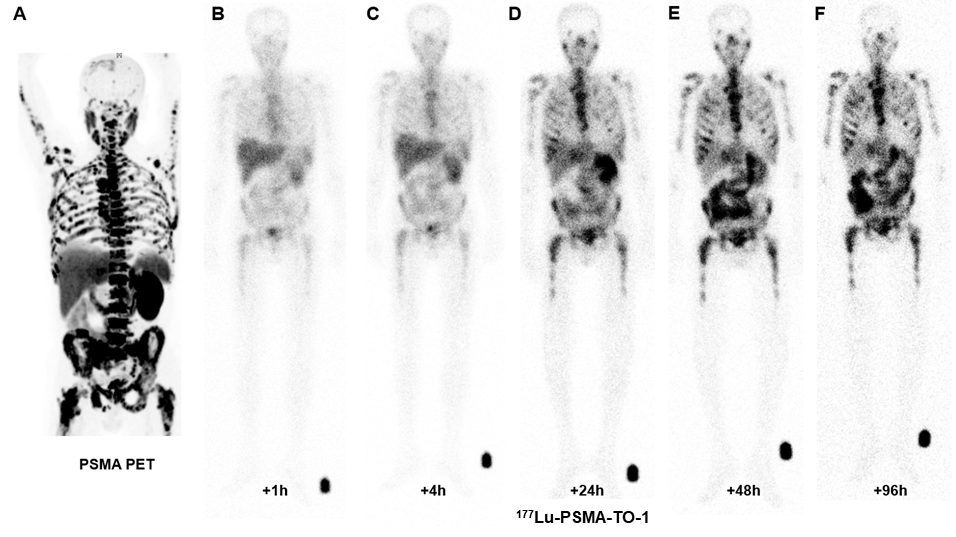 A B C D E F
PSMA PET
+1h +4h +24h +48h +96h
¹⁷⁷Lu-PSMA-TO-1